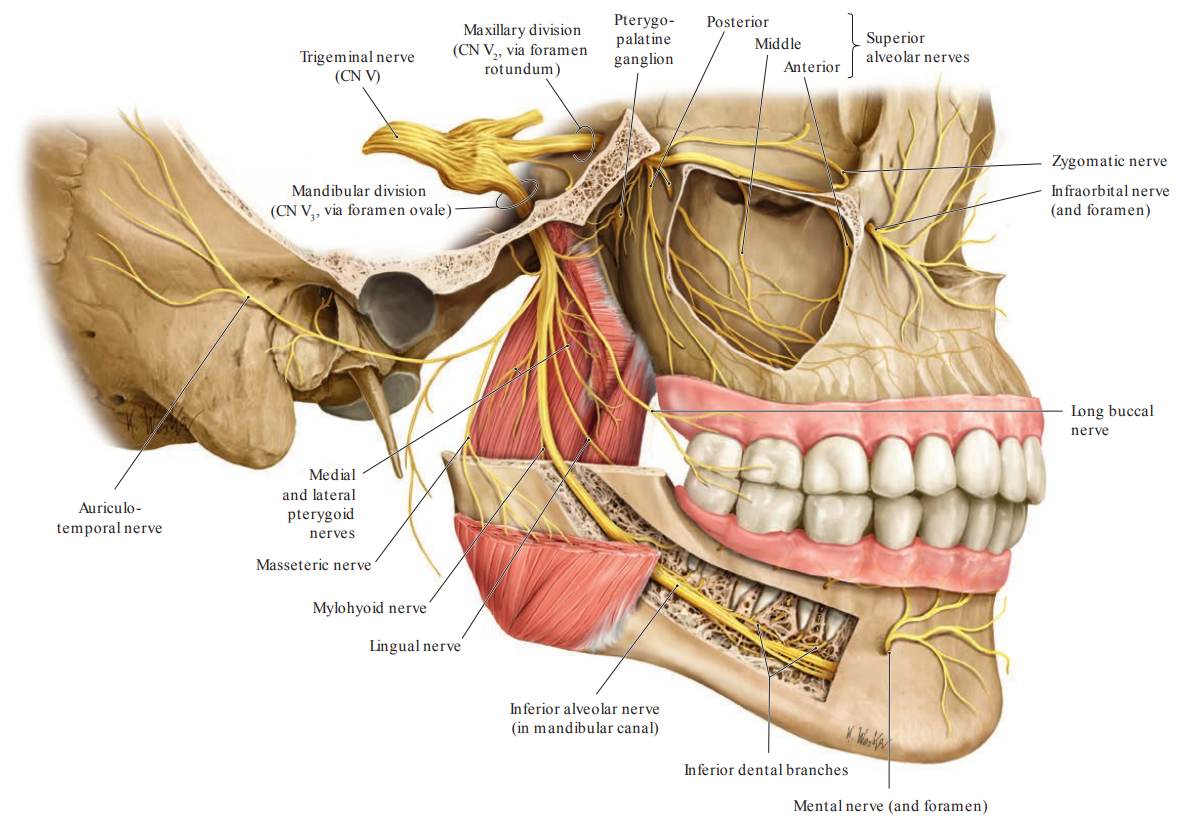 Trigeminal nerve
(CN V)
Maxillary division
(CN V2, via foramen
rotundum)
Pterygo-
palatine
ganglion
Posterior
Middle
Anterior
Superior
alveolar nerves
Mandibular division
(CN V3, via foramen ovale)
Zygomatic nerve
Infraorbital nerve
(and foramen)
Long buccal
nerve
Auriculo-
temporal nerve
Medial
and lateral
pterygoid
nerves
Masseteric nerve
Mylohyoid nerve
Lingual nerve
Inferior alveolar nerve
(in mandibular canal)
Inferior dental branches
Mental nerve (and foramen)